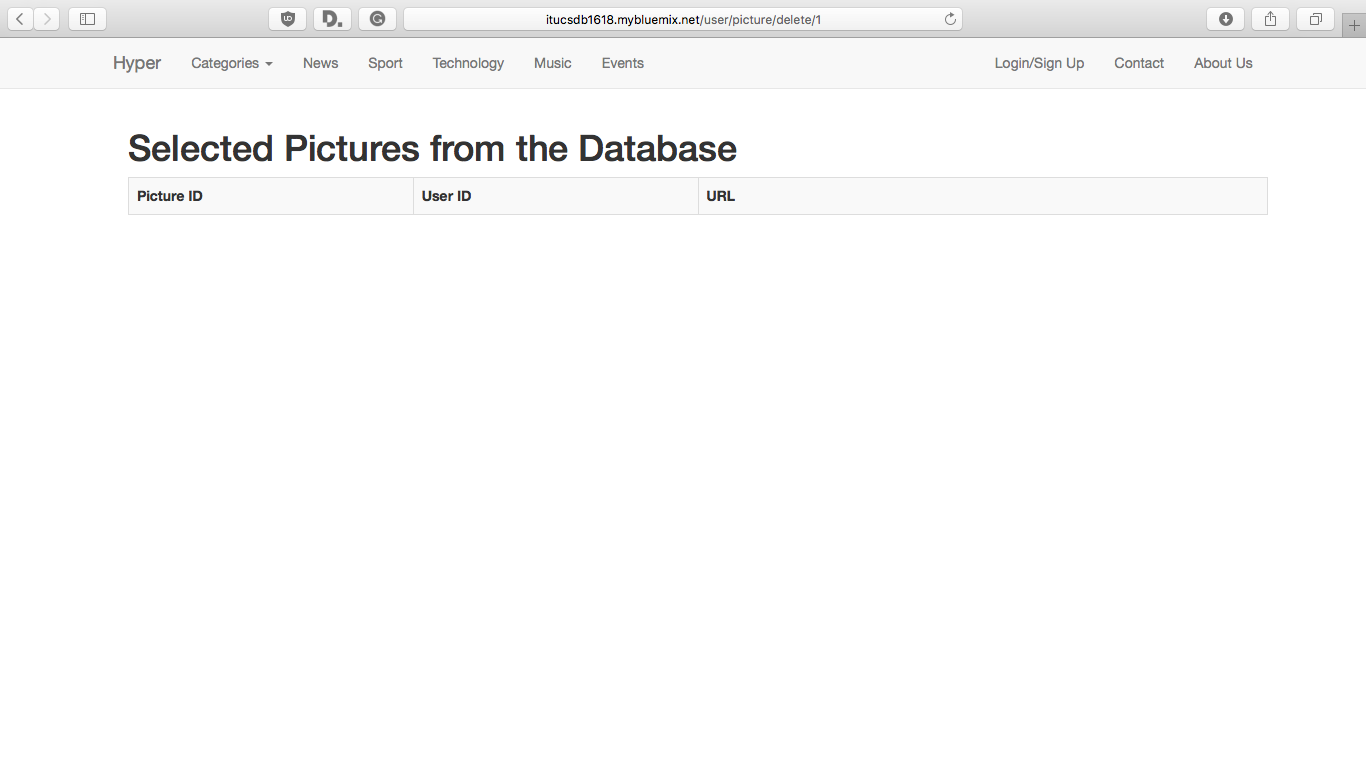 itucsdb1618.mybluemix.net/user/picture/delete/1
Hyper Categories News Sport Technology Music Events Login/Sign Up Contact About Us
Selected Pictures from the Database
Picture ID User ID URL